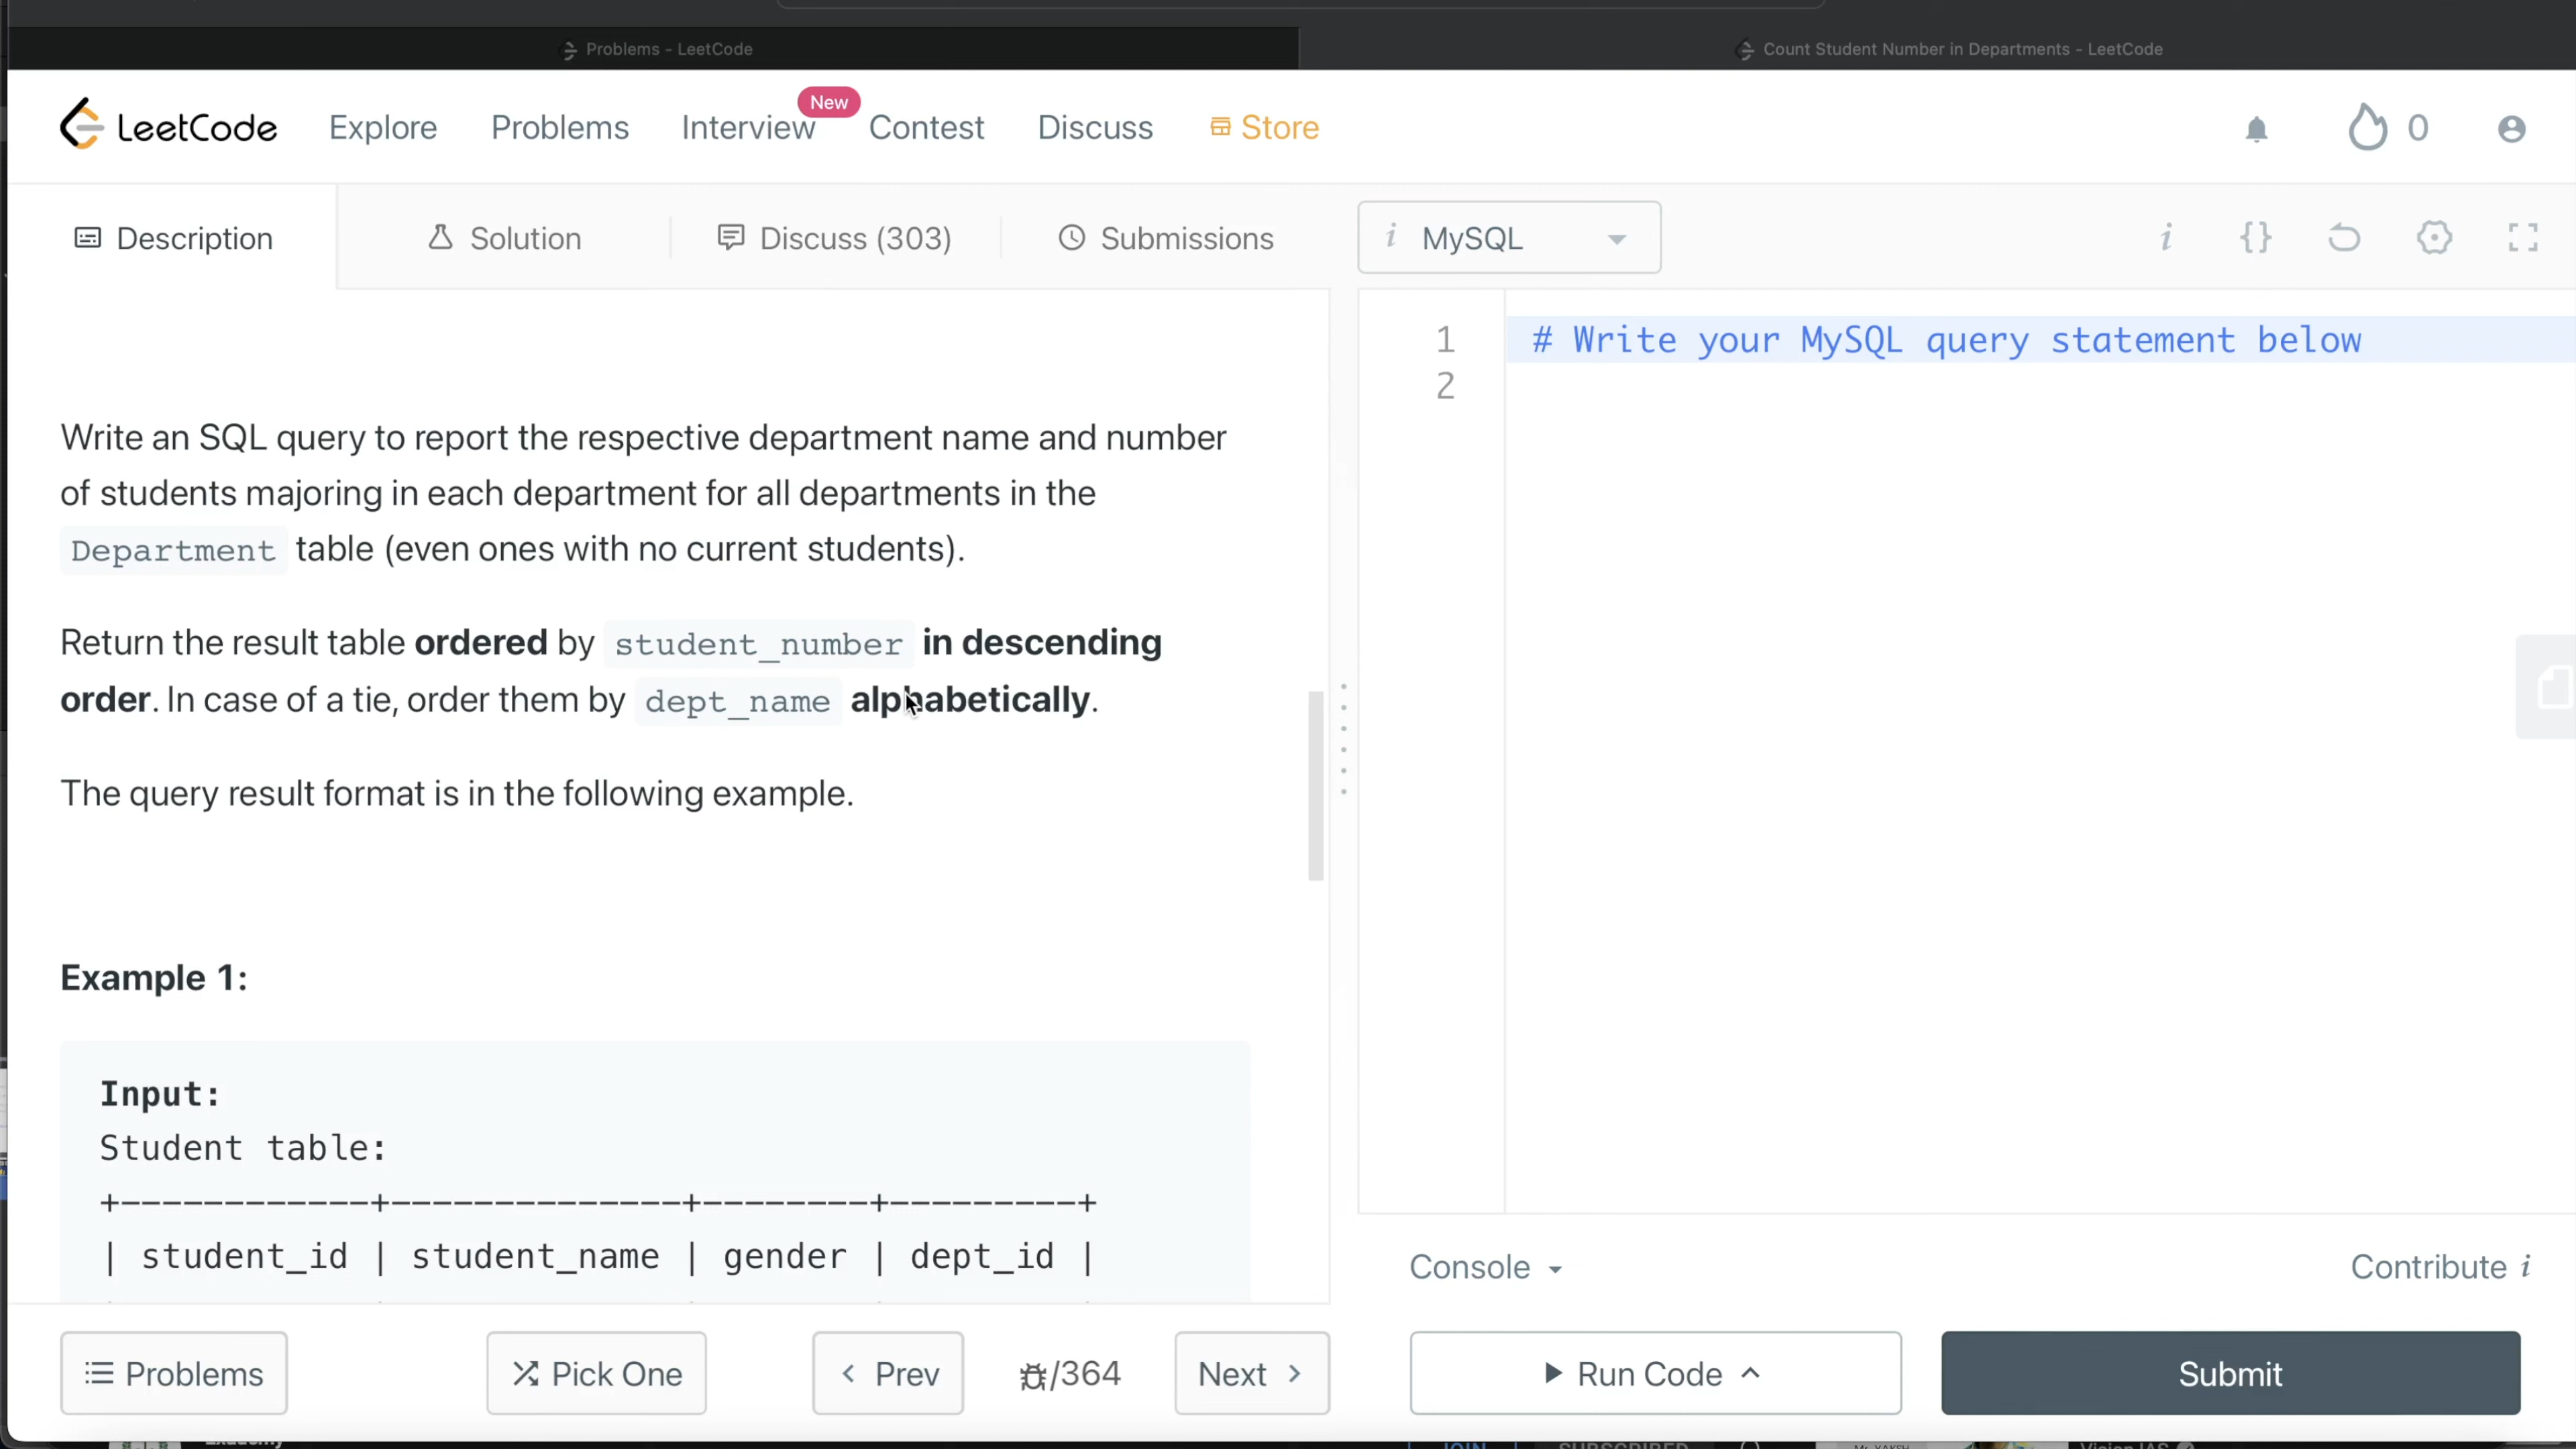 Problems - LeetCode
Count Student Number in Departments - LeetCode
LeetCode
Explore
Problems
Interview
New
Contest
Discuss
Store
0
Description
Solution
Discuss (303)
Submissions
i MySQL
i
{}
1 # Write your MySQL query statement below
2
Write an SQL query to report the respective department name and number
of students majoring in each department for all departments in the
Department table (even ones with no current students).
Return the result table ordered by student_number in descending
order. In case of a tie, order them by dept_name alphabetically.
The query result format is in the following example.
Example 1:
Input:
Student table:
+------------+--------------+--------+---------+
| student_id | student_name | gender | dept_id |
Console
Contribute i
Problems
Pick One
Prev
/364
Next
Run Code
Submit